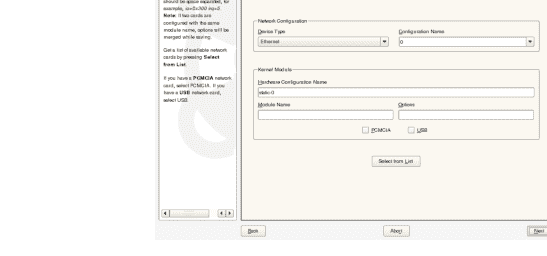 should be space separated, for
example, io=0x300 irq=5.
Note: If two cards are
configured with the same
module name, options will be
merged while saving.
Get a list of available network
cards by pressing Select
from List.
If you have a PCMCIA network
card, select PCMCIA. If you
have a USB network card,
select USB.
Network Configuration
Device Type
Configuration Name
Ethernet
0
Kernel Module
Hardware Configuration Name
static-0
Module Name
Options
PCMCIA
USB
Select from List
Back
Abort
Next